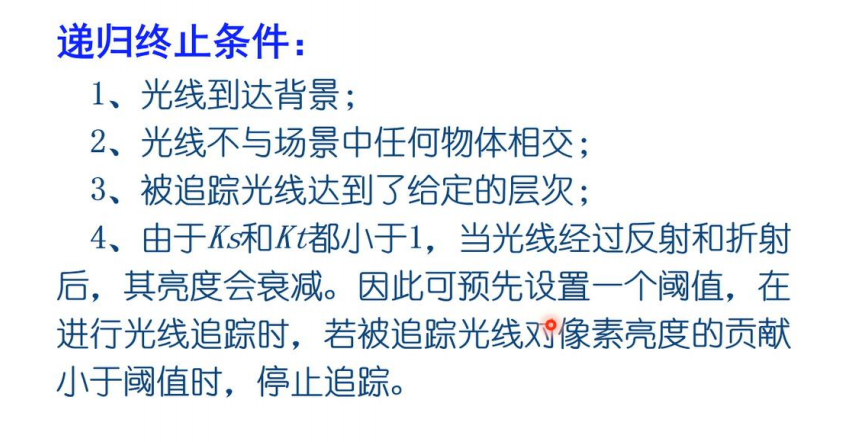 递归终止条件：
1、光线到达背景；
2、光线不与场景中任何物体相交；
3、被追踪光线达到了给定的层次；
4、由于Ks和Kt都小于1，当光线经过反射和折射
后，其亮度会衰减。因此可预先设置一个阈值，在
进行光线追踪时，若被追踪光线对像素亮度的贡献
小于阈值时，停止追踪。